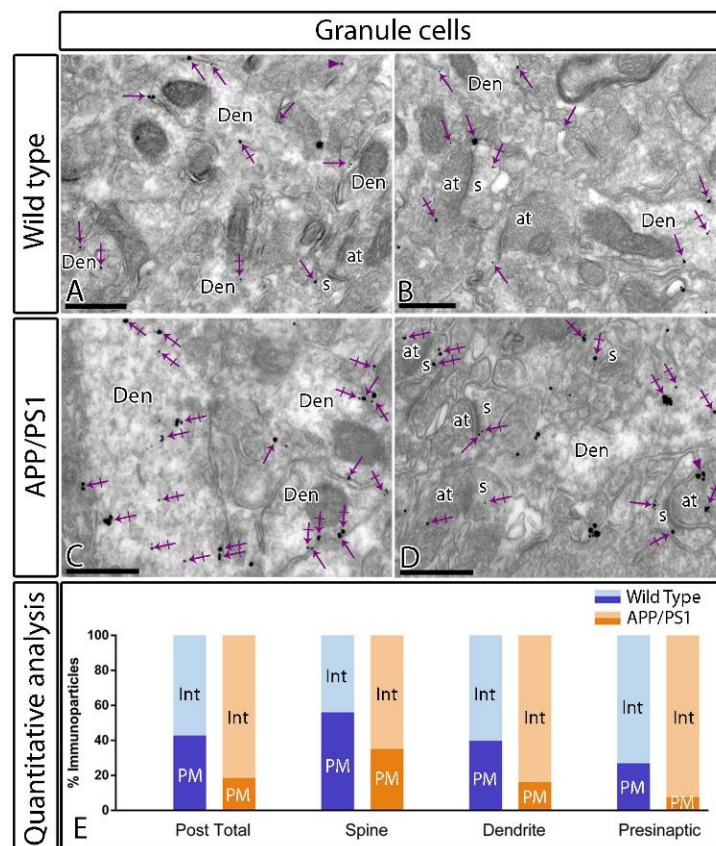 Granule cells
Wild type
Den
Den
Den
Den
s
at
A
Den
at
s
at
Den
B
APP/PS1
Den
Den
Den
C
at
s
s
at
s
Den
at
s
s
at
D
Quantitative analysis
Wild Type
APP/PS1
% Immunoparticles
100
80
60
40
20
0
Int
Int
Int
Int
Int
Int
Int
Int
PM
PM
PM
PM
PM
PM
PM
PM
Post Total
Spine
Dendrite
Presinaptic
E